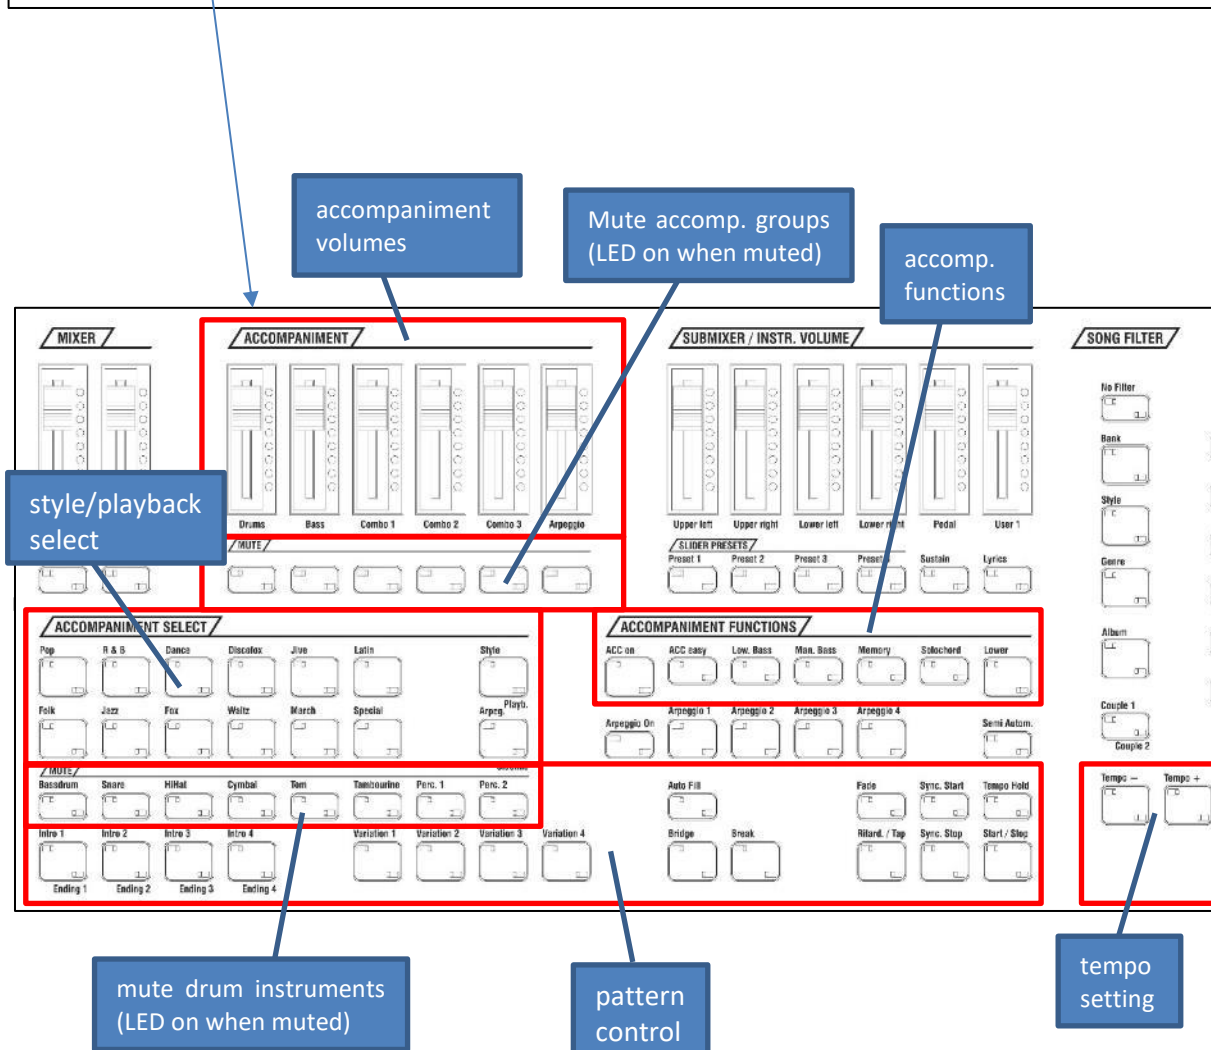 accompaniment
volumes
Mute accomp. groups
(LED on when muted)
accomp.
functions
MIXER
ACCOMPANIMENT
SUBMIXER / INSTR. VOLUME
SONG FILTER
No Filter
Bank
style/playback
select
Style
Drums Bass Combo 1 Combo 2 Combo 3 Arpeggio
Upper left Upper right Lower left Lower right Pedal User 1
MUTE
SLIDER PRESETS
Preset 1 Preset 2 Preset 3 Preset Sustain Lyrics
Genre
ACCOMPANIMENT SELECT
ACCOMPANIMENT FUNCTIONS
Album
Pop R & B Dance Discofox Jive Latin Style
ACC on ACC easy Low. Bass Man. Bass Memory Solochord Lower
Playb.
Folk Jazz Fox Waltz March Special Arpeg.
Arpeggio On Arpeggio 1 Arpeggio 2 Arpeggio 3 Arpeggio 4 Semi Autom.
Couple 1
Couple 2
MUTE
Bassdrum Snare HiHat Cymbal Tom Tambourine Perc. 1 Perc. 2
Auto Fill Fade Sync. Start Tempo Hold
Tempo − Tempo +
Intro 1 Intro 2 Intro 3 Intro 4 Variation 1 Variation 2 Variation 3 Variation 4
Bridge Break Ritard. / Tap Sync. Stop Start / Stop
Ending 1 Ending 2 Ending 3 Ending 4
mute drum instruments
(LED on when muted)
pattern
control
tempo
setting